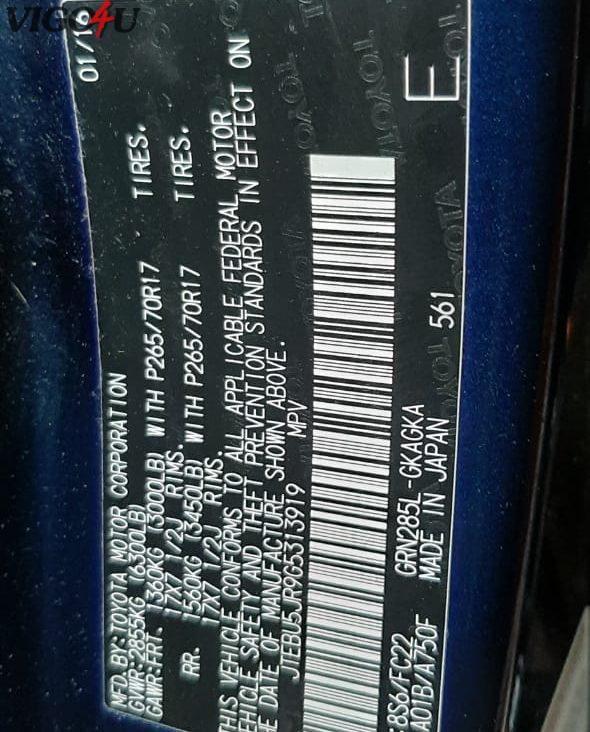 VIGO4U
MFD. BY: TOYOTA MOTOR CORPORATION
01/16
GVWR: 2855KG (6300LB)
GAWR: FRT. 1360KG (3000LB) WITH P265/70R17 TIRES.
17X7 1/2J RIMS.
RR. 1560KG (3450LB) WITH P265/70R17 TIRES.
17X7 1/2J RIMS.
THIS VEHICLE CONFORMS TO ALL APPLICABLE FEDERAL MOTOR
VEHICLE SAFETY AND THEFT PREVENTION STANDARDS IN EFFECT ON
THE DATE OF MANUFACTURE SHOWN ABOVE.
JTEBU5JR9G5313919 MPV
8S6/FC22 GRN285L-GKAGKA E
A01B/A750F MADE IN JAPAN 561
TOYOTA